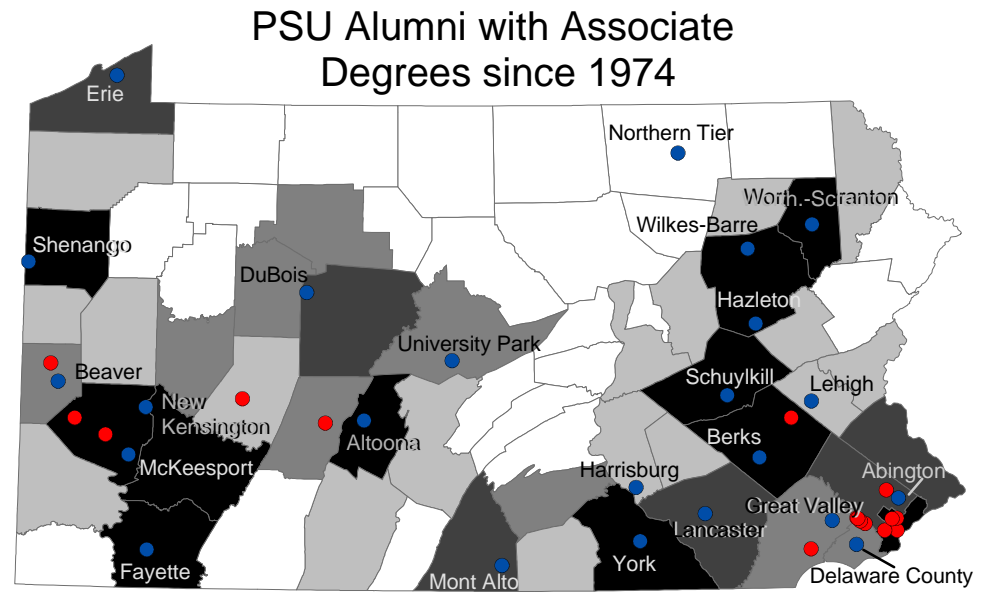 PSU Alumni with Associate
Degrees since 1974
Erie
Northern Tier
Worth.-Scranton
Wilkes-Barre
Shenango
DuBois
Hazleton
University Park
Beaver
Schuylkill
Lehigh
New
Kensington
Altoona
Berks
McKeesport
Harrisburg
Abington
Great Valley
Lancaster
York
Fayette
Mont Alto
Delaware County